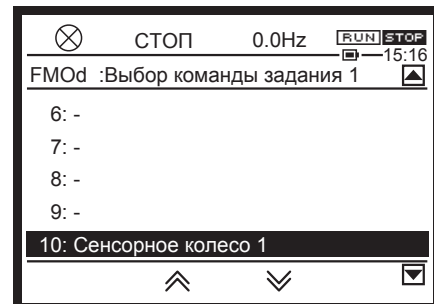 СТОП 0.0Hz RUN STOP
15:16
FMOd :Выбор команды задания 1
6: -
7: -
8: -
9: -
10: Сенсорное колесо 1